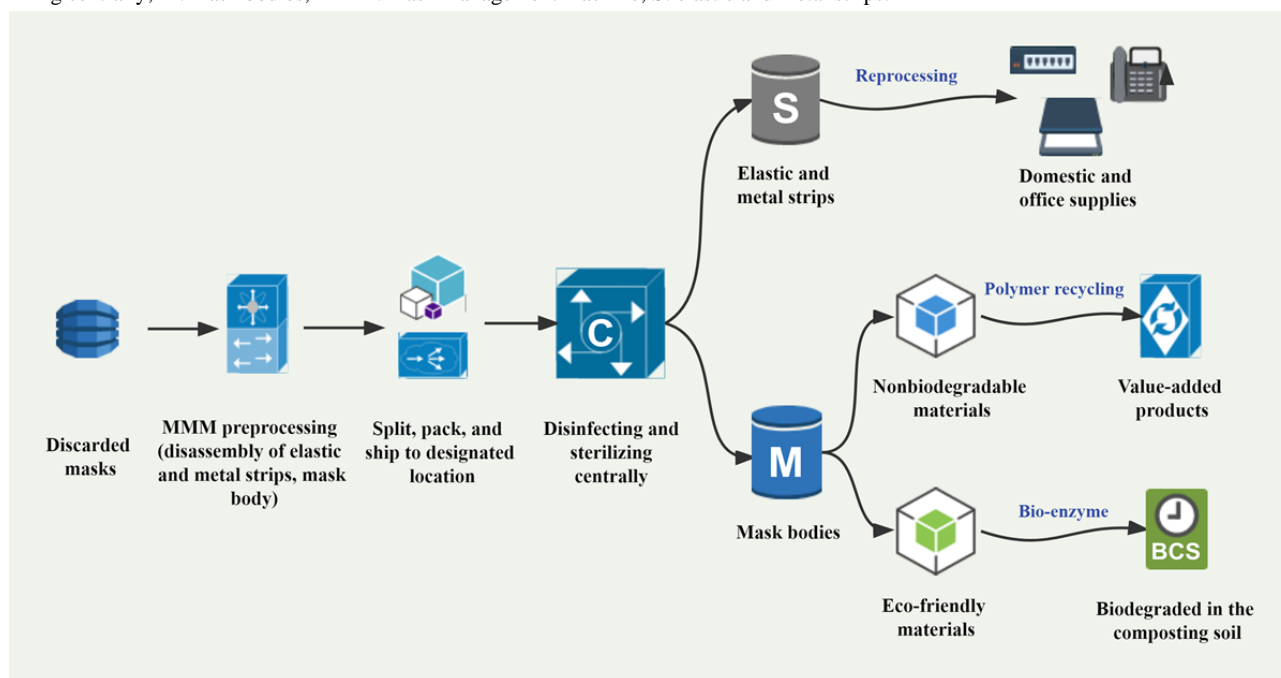 S
Reprocessing
Elastic and
metal strips
Domestic and
office supplies
Discarded
masks
MMM preprocessing
(disassembly of elastic
and metal strips, mask
body)
Split, pack, and
ship to designated
location
C
Disinfecting and
sterilizing
centrally
M
Mask bodies
Nonbiodegradable
materials
Polymer recycling
Value-added
products
Eco-friendly
materials
Bio-enzyme
BCS
Biodegraded in the
composting soil